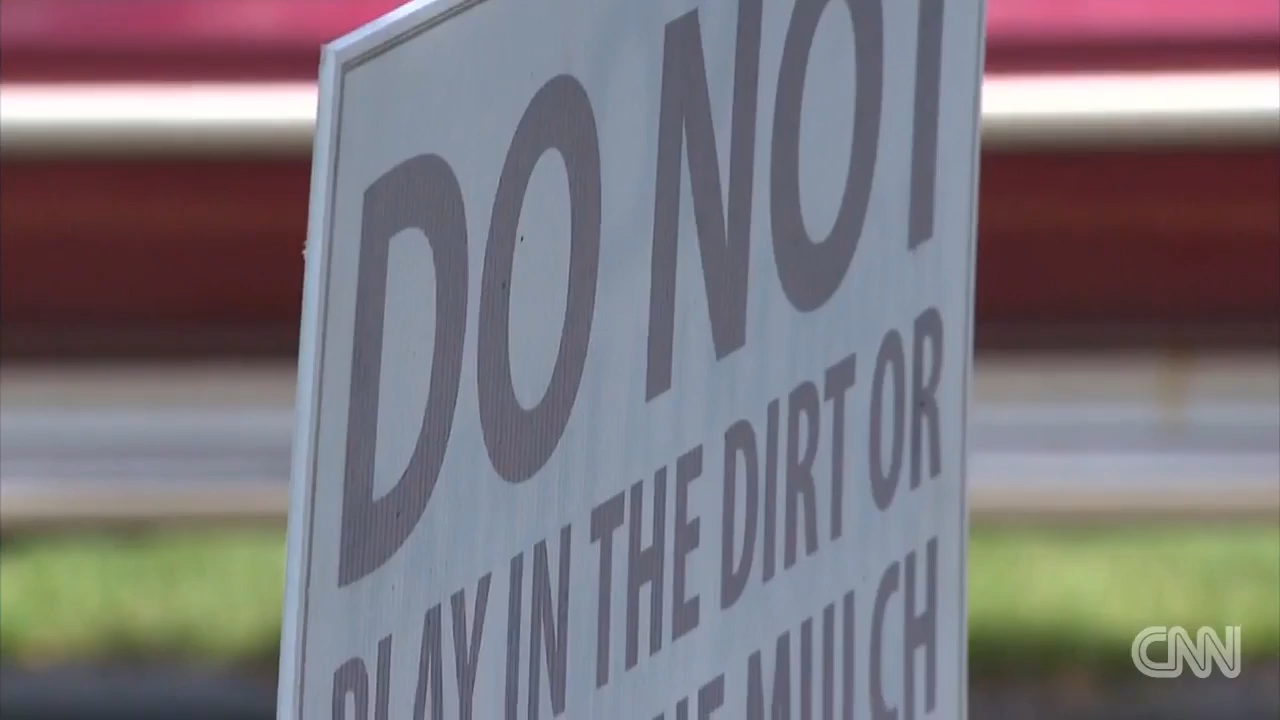 DO NOT
PLAY IN THE DIRT OR
THE MULCH
CNN